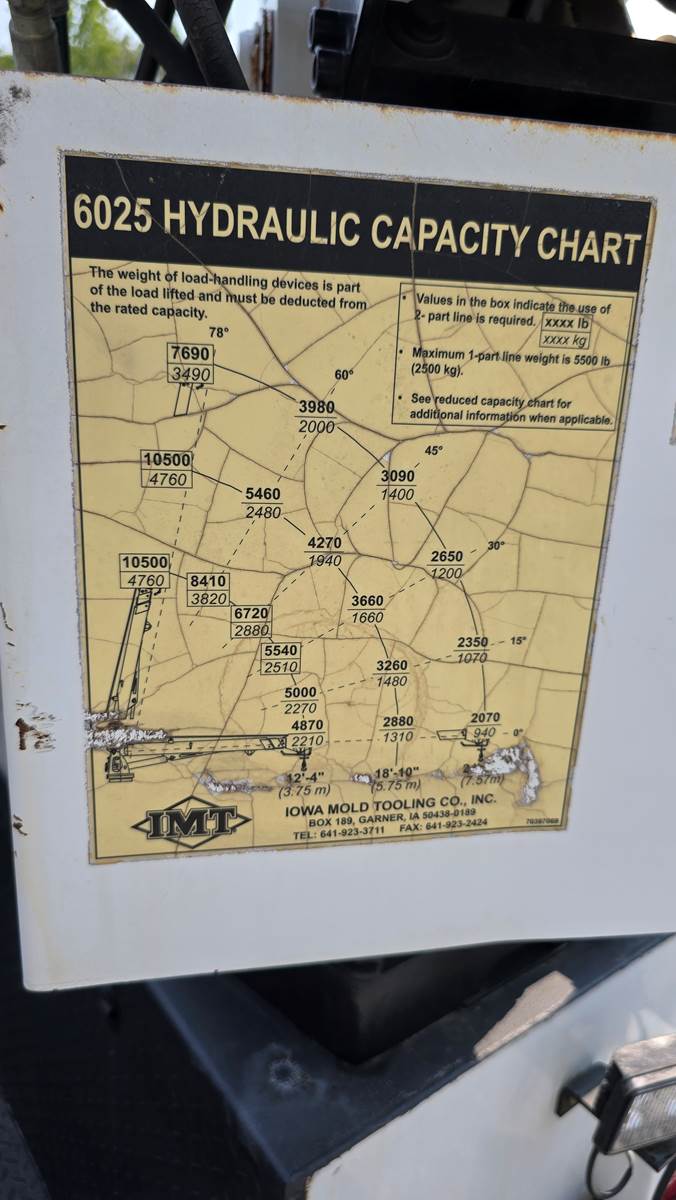 6025 HYDRAULIC CAPACITY CHART
The weight of load-handling devices is part
of the load lifted and must be deducted from
the rated capacity.
• Values in the box indicate the use of
2- part line is required. xxxx lb
xxxx kg
• Maximum 1-part line weight is 5500 lb
(2500 kg).
• See reduced capacity chart for
additional information when applicable.
78°
7690
3490
60°
3980
2000
45°
3090
1400
10500
4760
5460
2480
4270
1940
30°
2650
1200
10500
4760
8410
3820
3660
1660
6720
2880
15°
2350
1070
5540
2510
3260
1480
5000
2270
4870
2210
2880
1310
2070
940
0°
12'-4"
(3.75 m)
18'-10"
(5.75 m)
(7.57m)
IMT
IOWA MOLD TOOLING CO., INC.
BOX 189, GARNER, IA 50438-0189
TEL: 641-923-3711 FAX: 641-923-2424